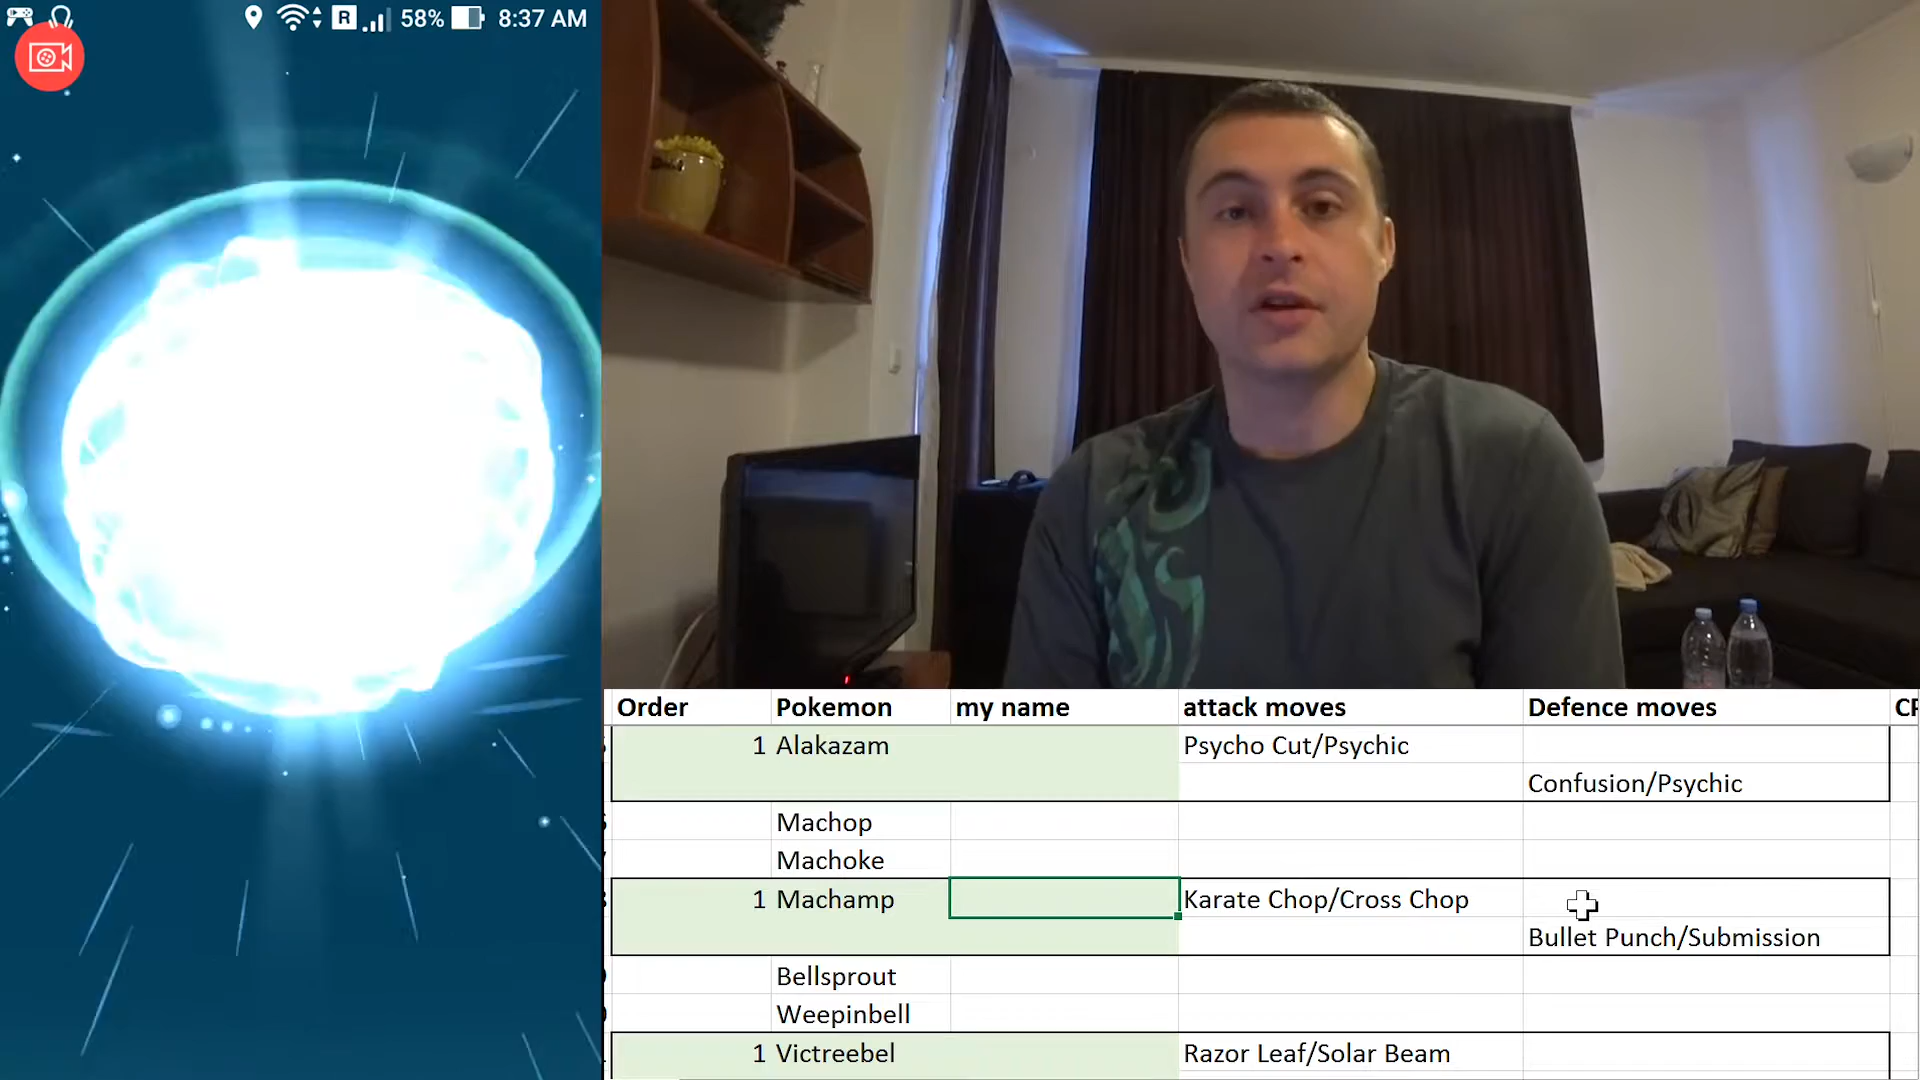 R 58% 8:37 AM
Order Pokemon my name attack moves Defence moves
1 Alakazam Psycho Cut/Psychic
Confusion/Psychic
Machop
Machoke
1 Machamp Karate Chop/Cross Chop
Bullet Punch/Submission
Bellsprout
Weepinbell
1 Victreebel Razor Leaf/Solar Beam